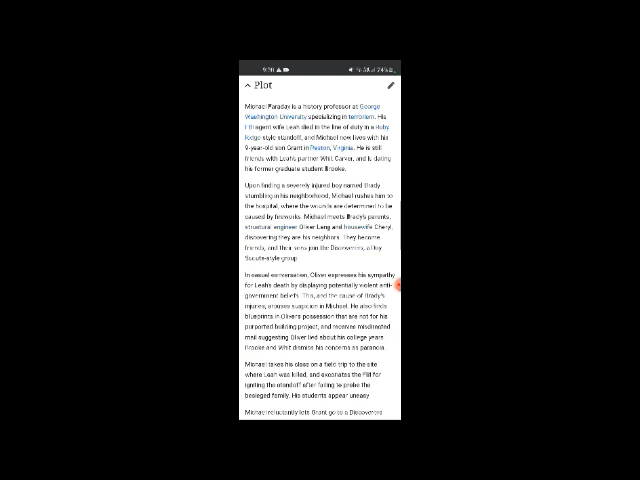 9:30
24%
Plot
Michael Faraday is a history professor at George
Washington University specializing in terrorism. His
FBI agent wife Leah died in the line of duty in a Ruby
Ridge-style standoff, and Michael now lives with his
9-year-old son Grant in Reston, Virginia. He is still
friends with Leah's partner Whit Carver, and is dating
his former graduate student Brooke.
Upon finding a severely injured boy named Brady
stumbling in his neighborhood, Michael rushes him to
the hospital, where the wounds are determined to be
caused by fireworks. Michael meets Brady's parents,
structural engineer Oliver Lang and housewife Cheryl,
discovering they are his neighbors. They become
friends, and their sons join the Discoverers, a Boy
Scouts-style group
In casual conversation, Oliver expresses his sympathy
for Leah's death by displaying potentially violent anti-
government beliefs. This, and the cause of Brady's
injuries, arouses suspicion in Michael. He also finds
blueprints in Oliver's possession that are not for his
purported building project, and receives misdirected
mail suggesting Oliver lied about his college years.
Brooke and Whit dismiss his concerns as paranoia.
Michael takes his class on a field trip to the site
where Leah was killed, and excoriates the FBI for
igniting the standoff after failing to probe the
besieged family. His students appear uneasy.
Michael reluctantly lets Grant go to a Discoverers